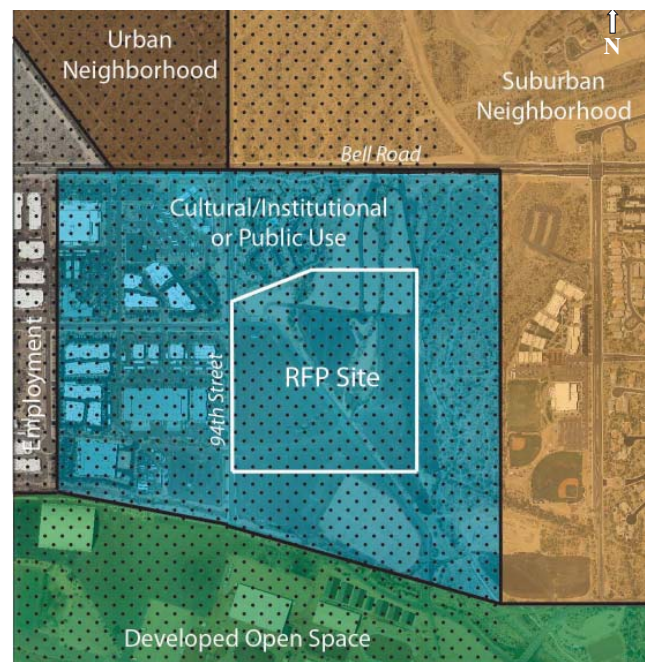 N
Urban
Neighborhood
Suburban
Neighborhood
Bell Road
Cultural/Institutional
or Public Use
Employment
94th Street
RFP Site
Developed Open Space